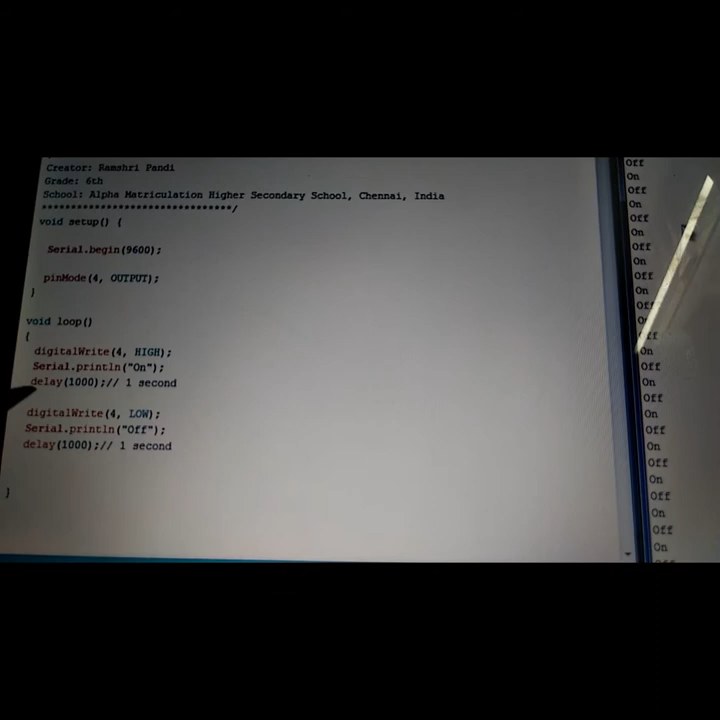 Creator: Ramshri Pandi
Grade: 6th
School: Alpha Matriculation Higher Secondary School, Chennai, India
*********************************/
void setup() {
Serial.begin(9600);
pinMode(4, OUTPUT);
}
void loop()
{
digitalWrite(4, HIGH);
Serial.println("On");
delay(1000);// 1 second
digitalWrite(4, LOW);
Serial.println("Off");
delay(1000);// 1 second
}
Off
On
Off
On
Off
On
Off
On
Off
On
Off
On
Off
On
Off
On
Off
On
Off
On
Off
On
Off
On